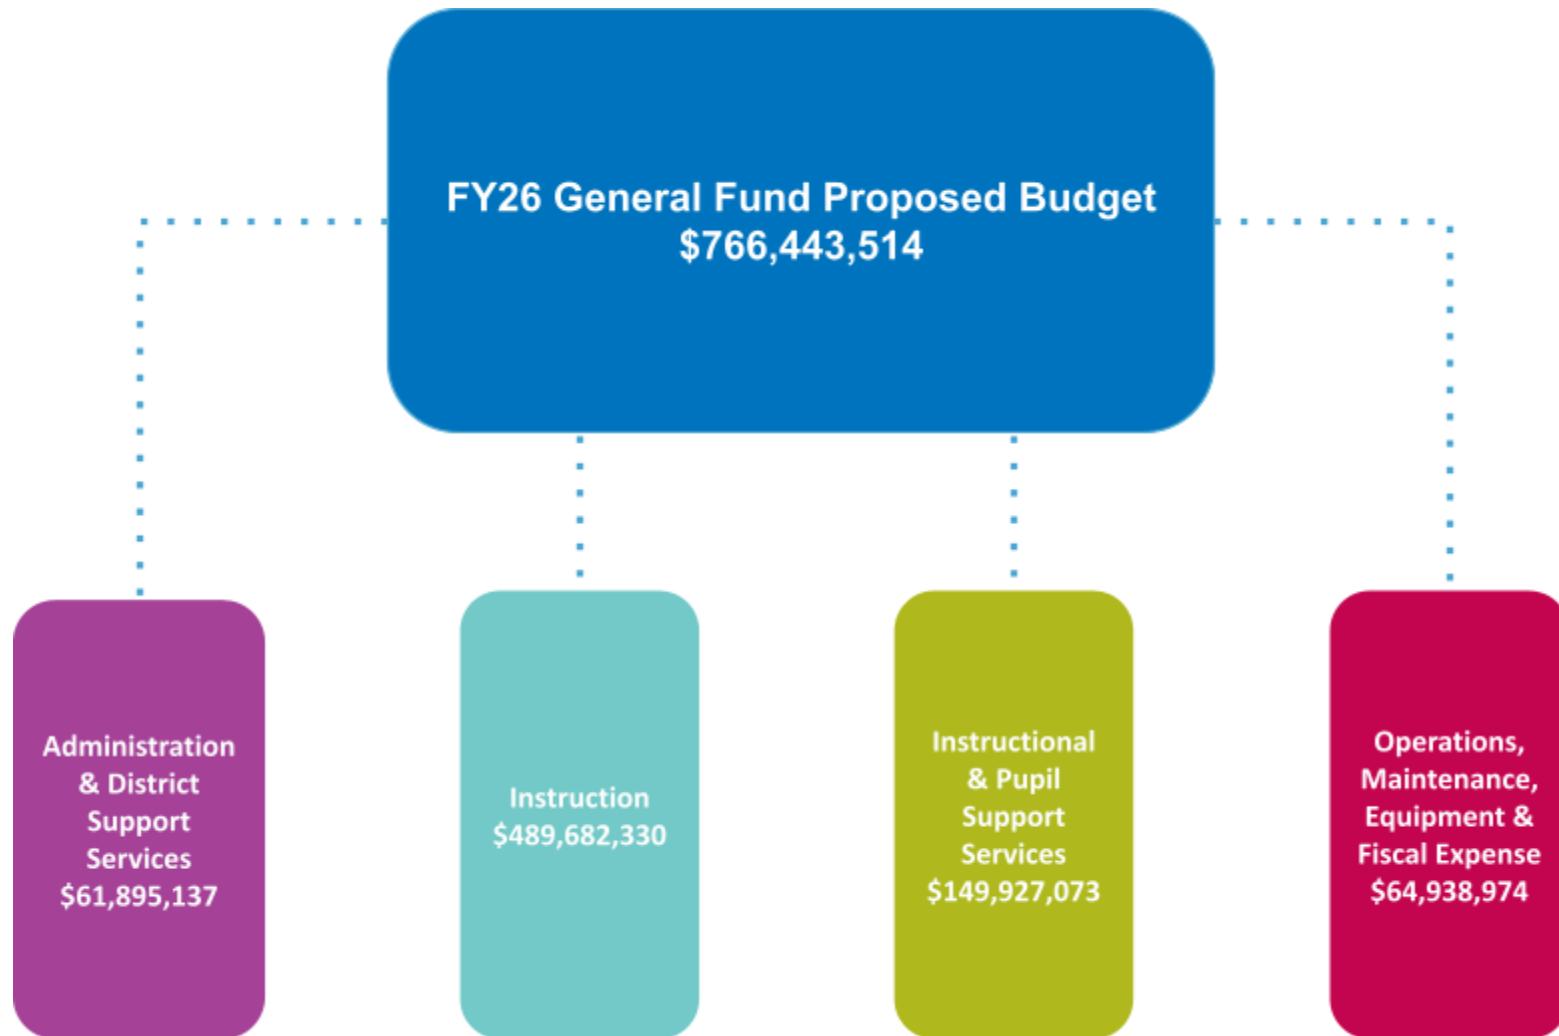 FY26 General Fund Proposed Budget
$766,443,514
Administration
& District
Support
Services
$61,895,137
Instruction
$489,682,330
Instructional
& Pupil
Support
Services
$149,927,073
Operations,
Maintenance,
Equipment &
Fiscal Expense
$64,938,974